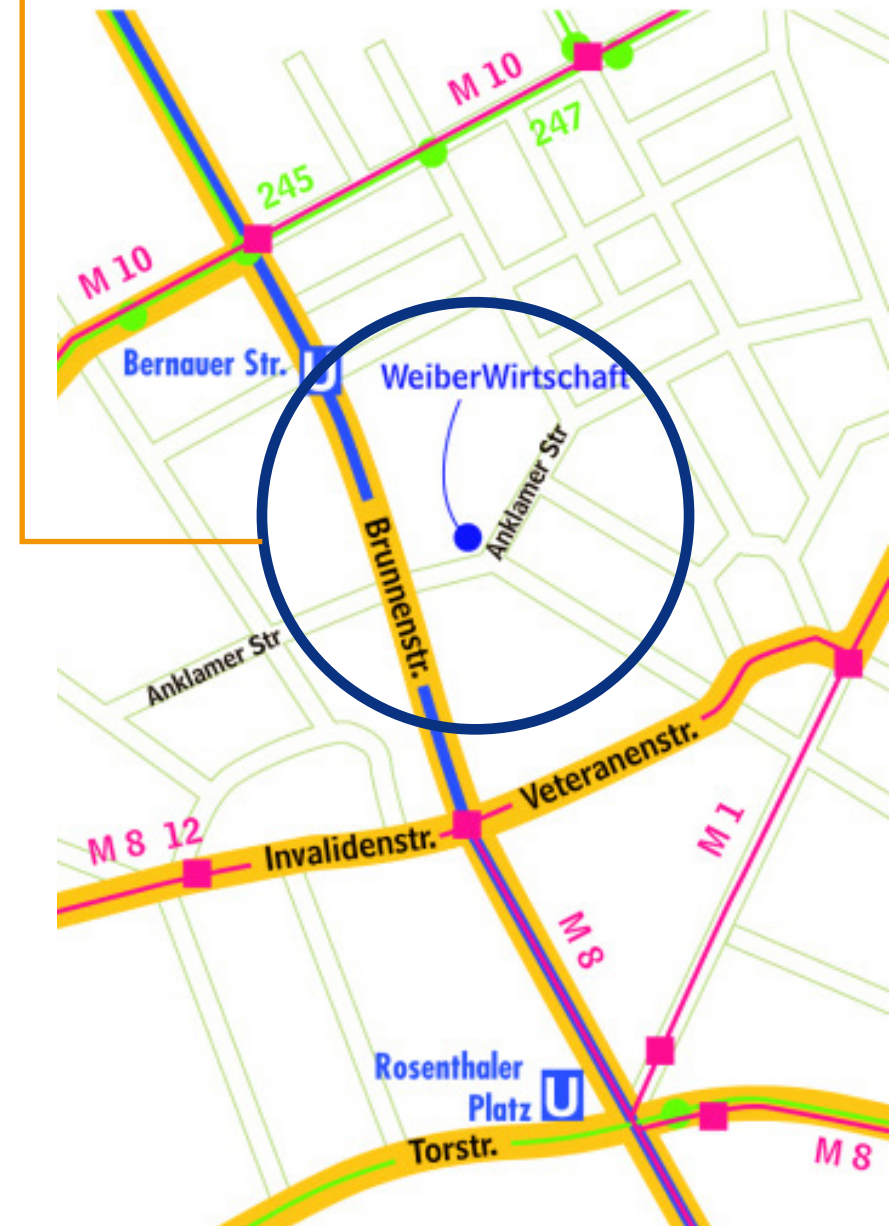 M 10
247
245
M 10
Bernauer Str.
U
WeiberWirtschaft
Anklamer Str
Brunnenstr.
Anklamer Str
Veteranenstr.
M 8 12
Invalidenstr.
M 1
M 8
Rosenthaler
Platz
U
Torstr.
M 8